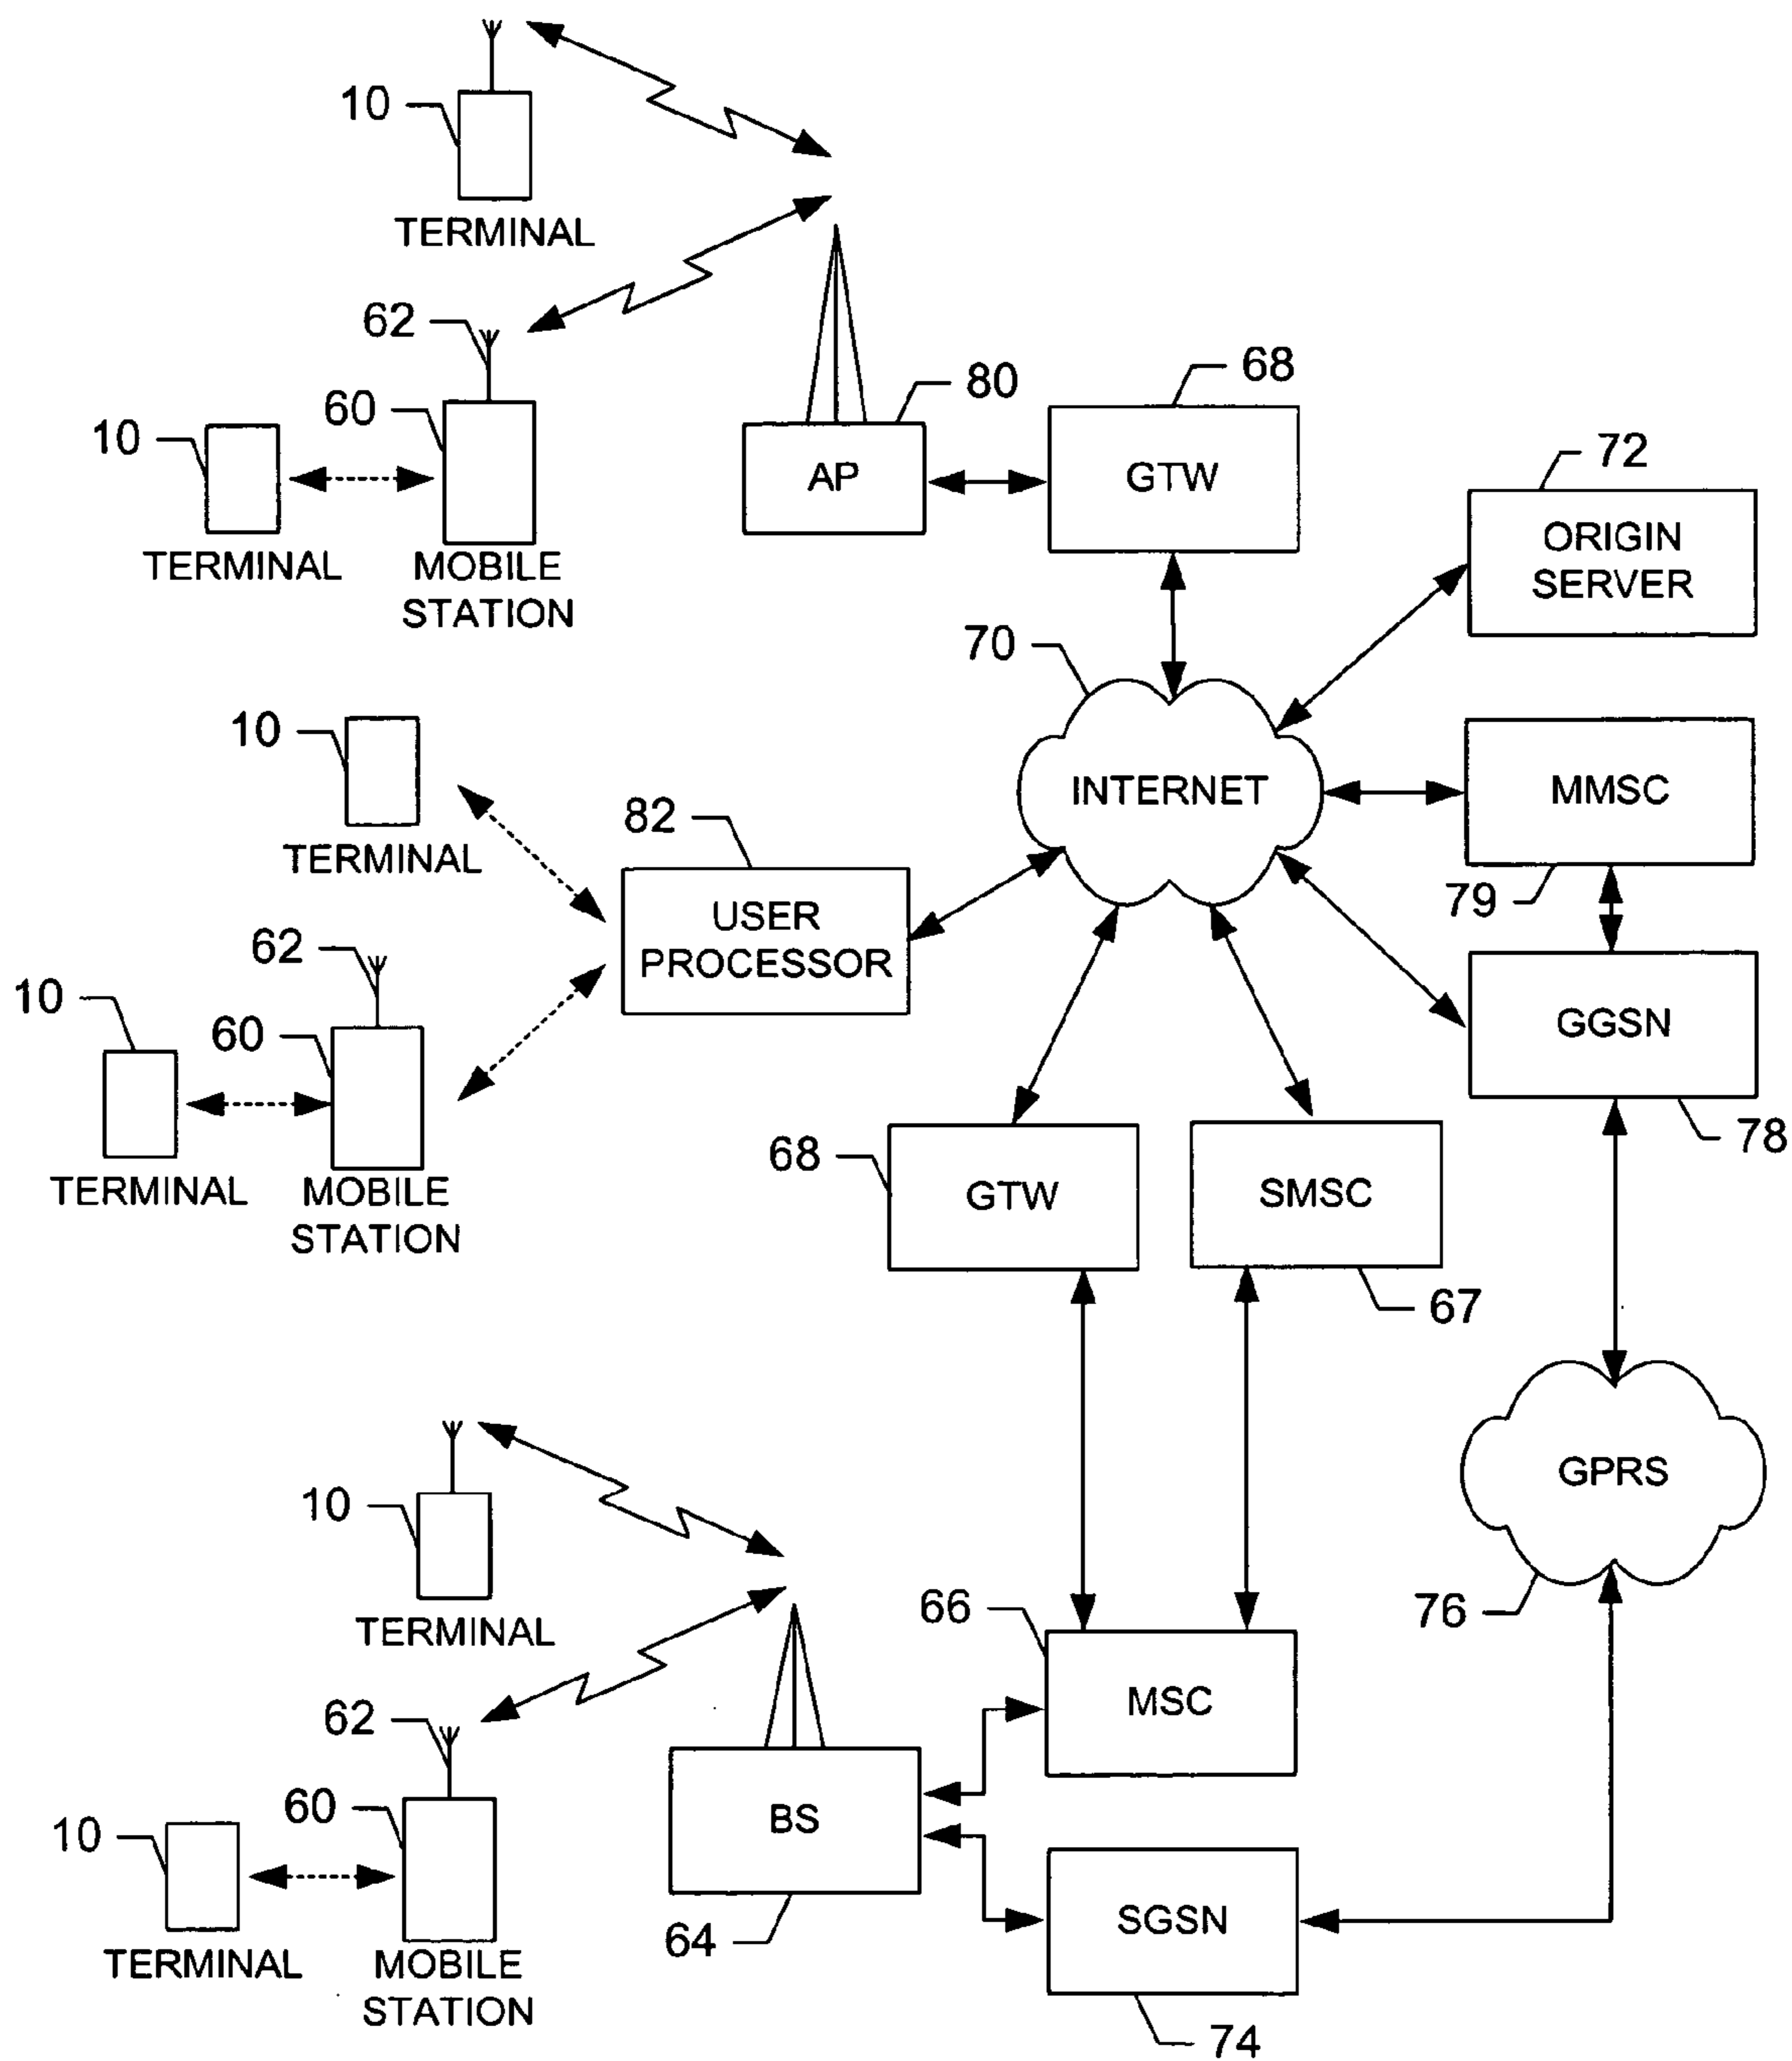 10
TERMINAL
62
60
10
TERMINAL
MOBILE
STATION
80
AP
68
GTW
72
ORIGIN
SERVER
70
INTERNET
MMSC
79
10
TERMINAL
82
USER
PROCESSOR
62
10
60
TERMINAL
MOBILE
STATION
GGSN
78
68
GTW
SMSC
67
GPRS
76
10
TERMINAL
62
60
10
TERMINAL
MOBILE
STATION
66
MSC
BS
64
SGSN
74